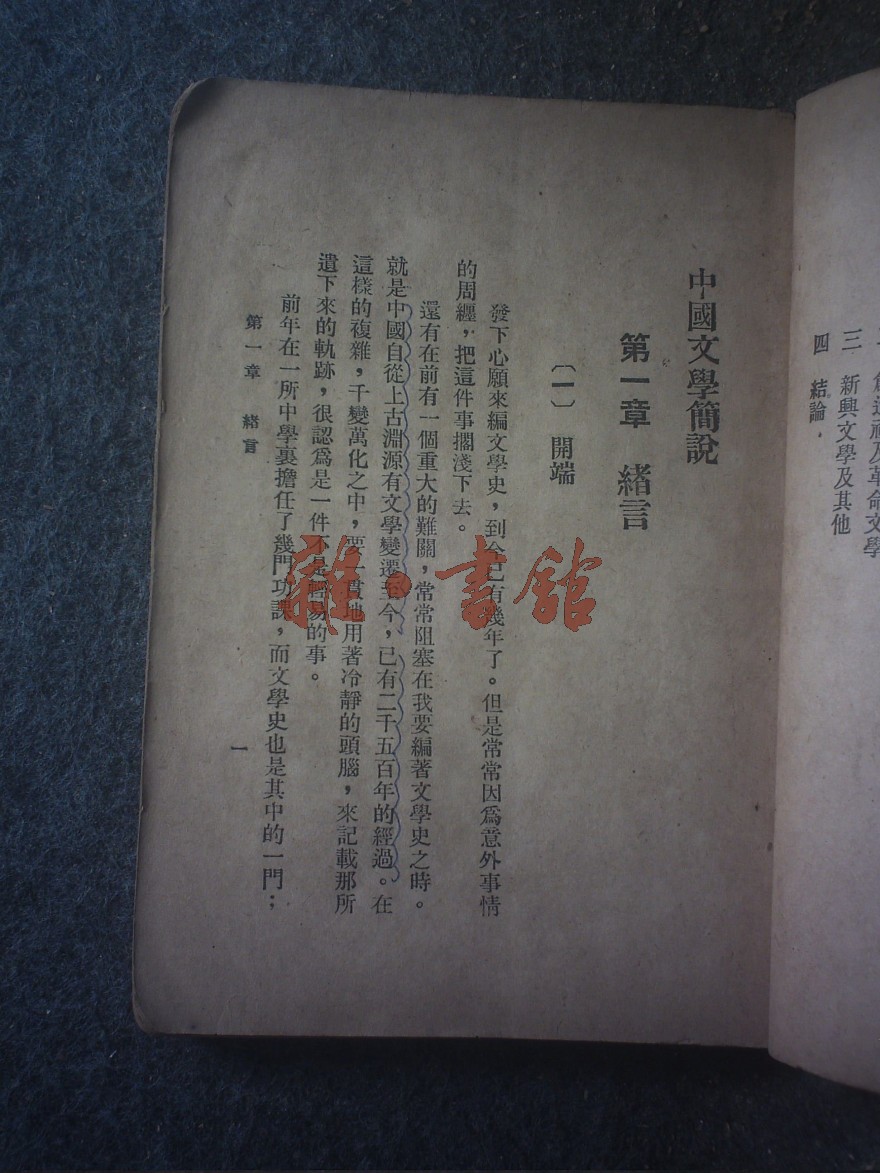 三 新興文學及其他
四 結論．
中國文學簡說
第一章 緒言
〔一〕 開端
發下心願來編文學史，到今已有幾年了。但是常常因爲意外事情
的周纏，把這件事擱淺下去。
還有在前有一個重大的難關，常常阻塞在我要編著文學史之時。
就是中國自從上古淵源有文學變遷至今，已有二千五百年的經過。在
這樣的複雜，千變萬化之中，要一貫地用著冷靜的頭腦，來記載那所
遺下來的軌跡，很認爲是一件不是輕易的事。
前年在一所中學裏擔任了幾門功課，而文學史也是其中的一門；
第一章 緒言
一
雜·書館